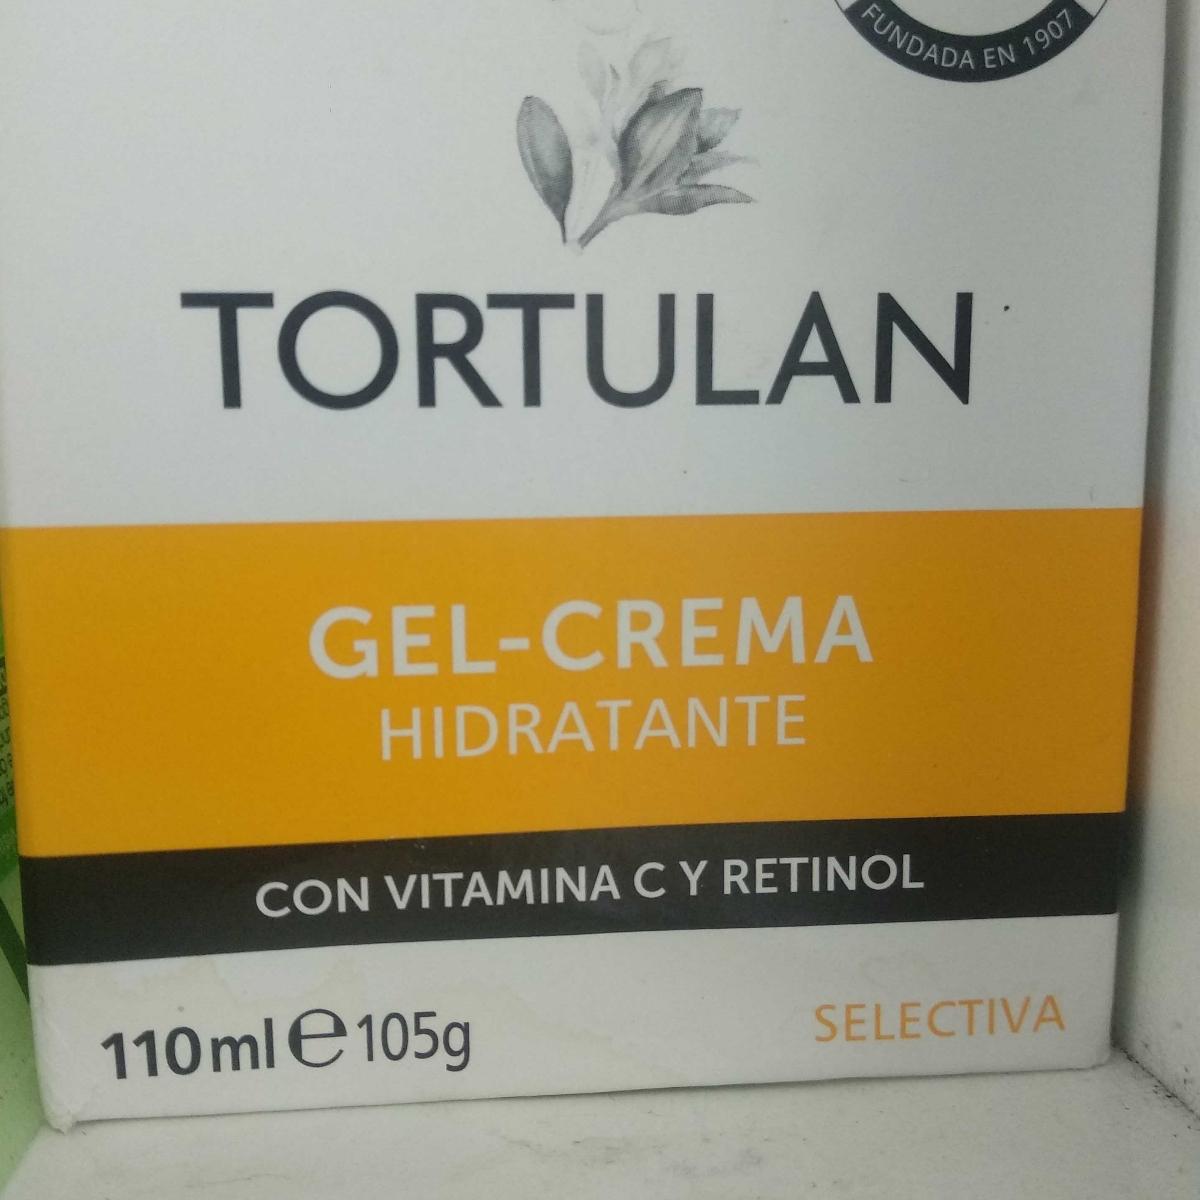 FUNDADA EN 1907
TORTULAN
GEL-CREMA
HIDRATANTE
CON VITAMINA C Y RETINOL
110ml e 105g
SELECTIVA